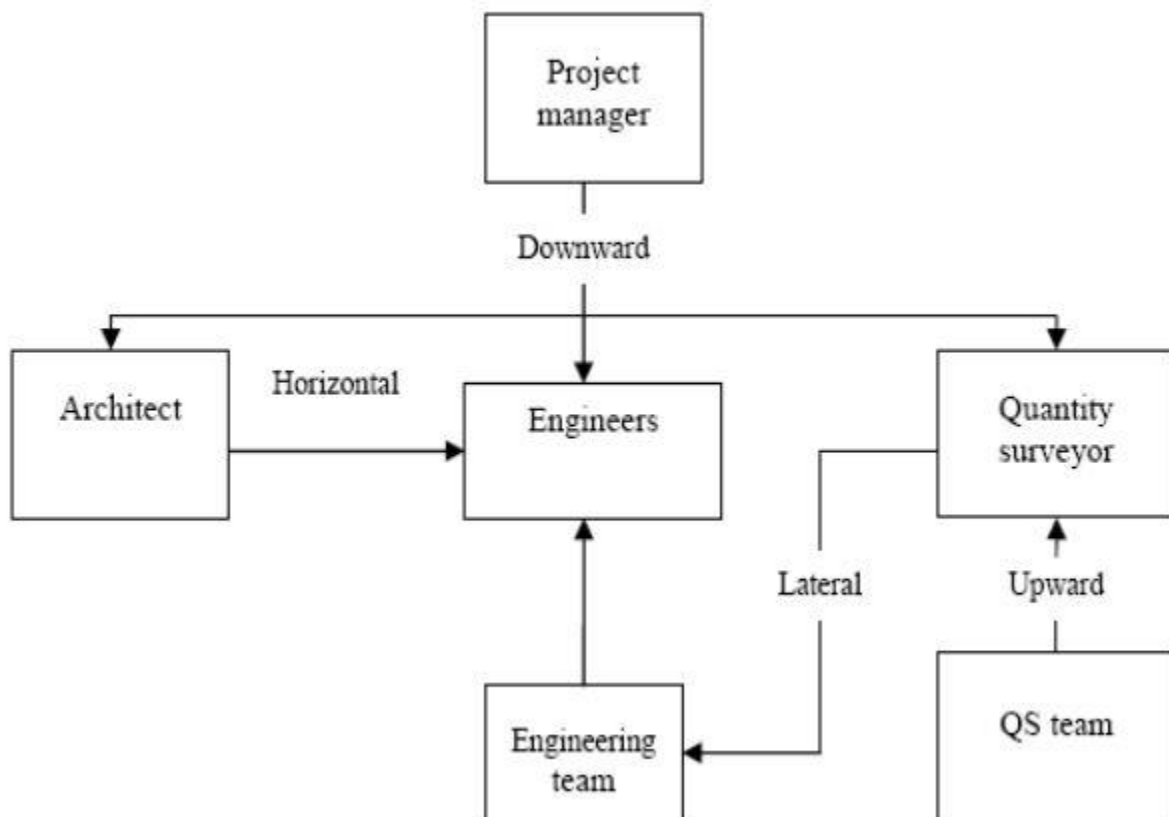 Project
manager
Downward
Architect
Horizontal
Engineers
Quantity
surveyor
Lateral
Upward
Engineering
team
QS team